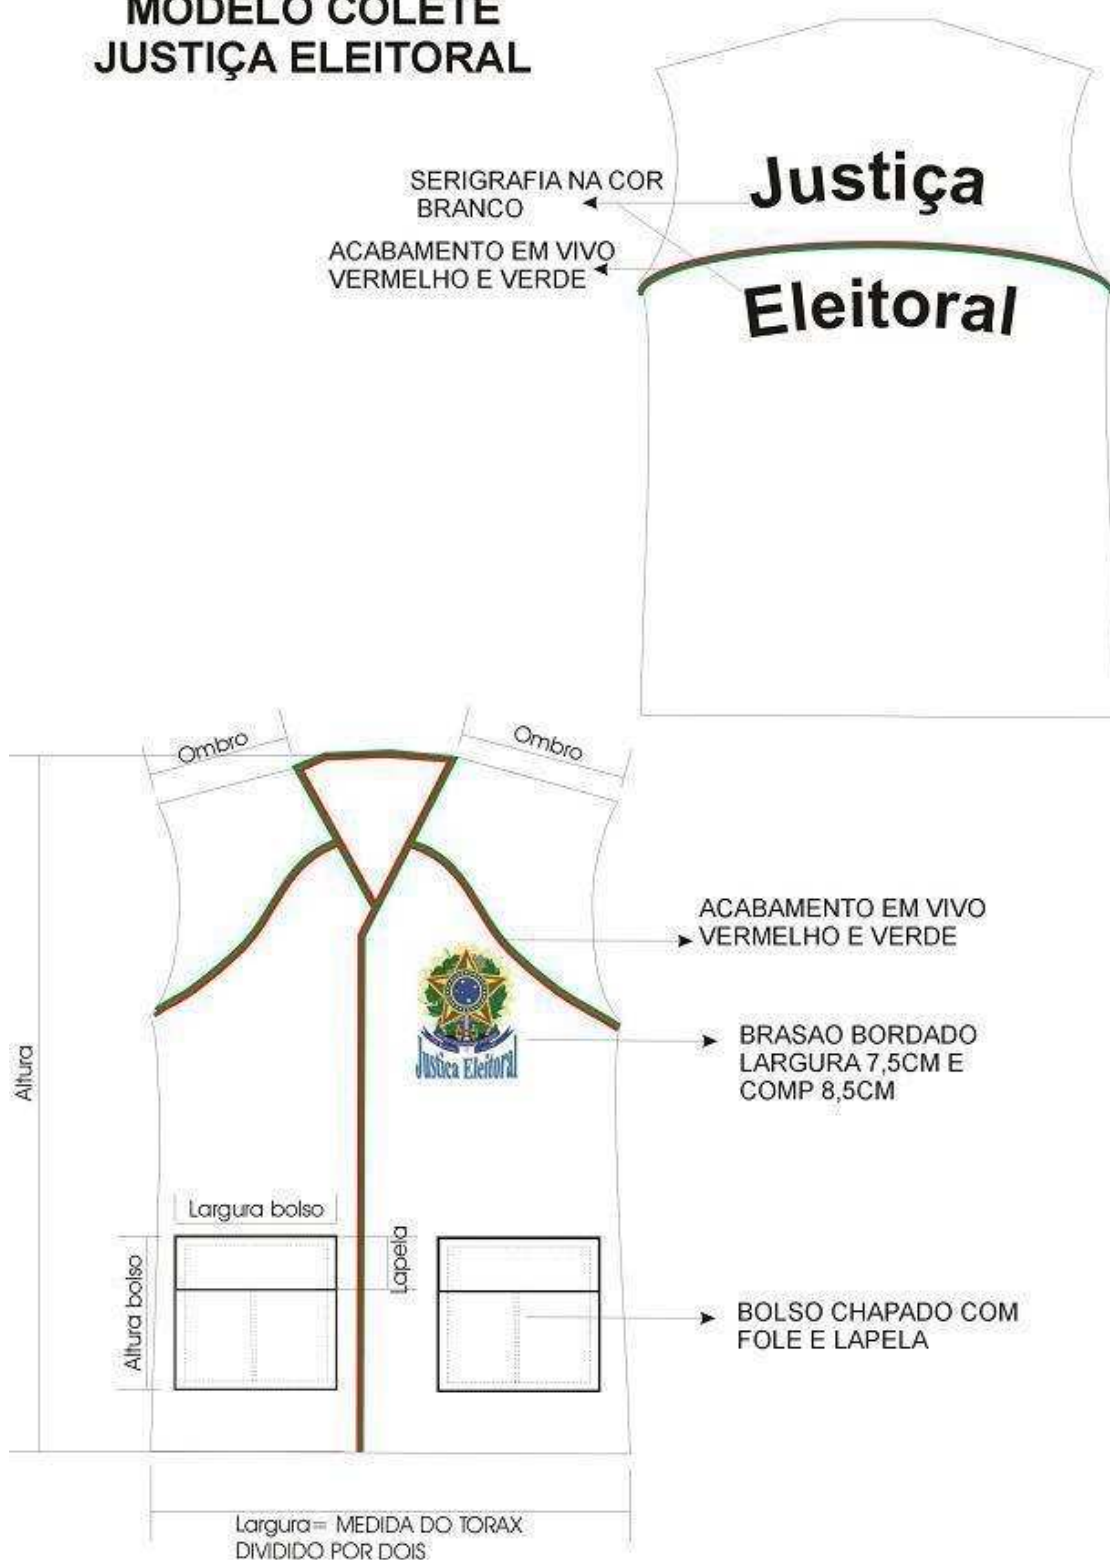 MODELO COLETE
JUSTIÇA ELEITORAL
Justiça
SERIGRAFIA NA COR
BRANCO
ACABAMENTO EM VIVO
VERMELHO E VERDE
Eleitoral
Ombro
Ombro
ACABAMENTO EM VIVO
VERMELHO E VERDE
BRASAO BORDADO
LARGURA 7,5CM E
COMP 8,5CM
Justiça Eleitoral
Altura
Largura bolso
Lapela
Altura bolso
BOLSO CHAPADO COM
FOLE E LAPELA
Largura= MEDIDA DO TORAX
DIVIDIDO POR DOIS